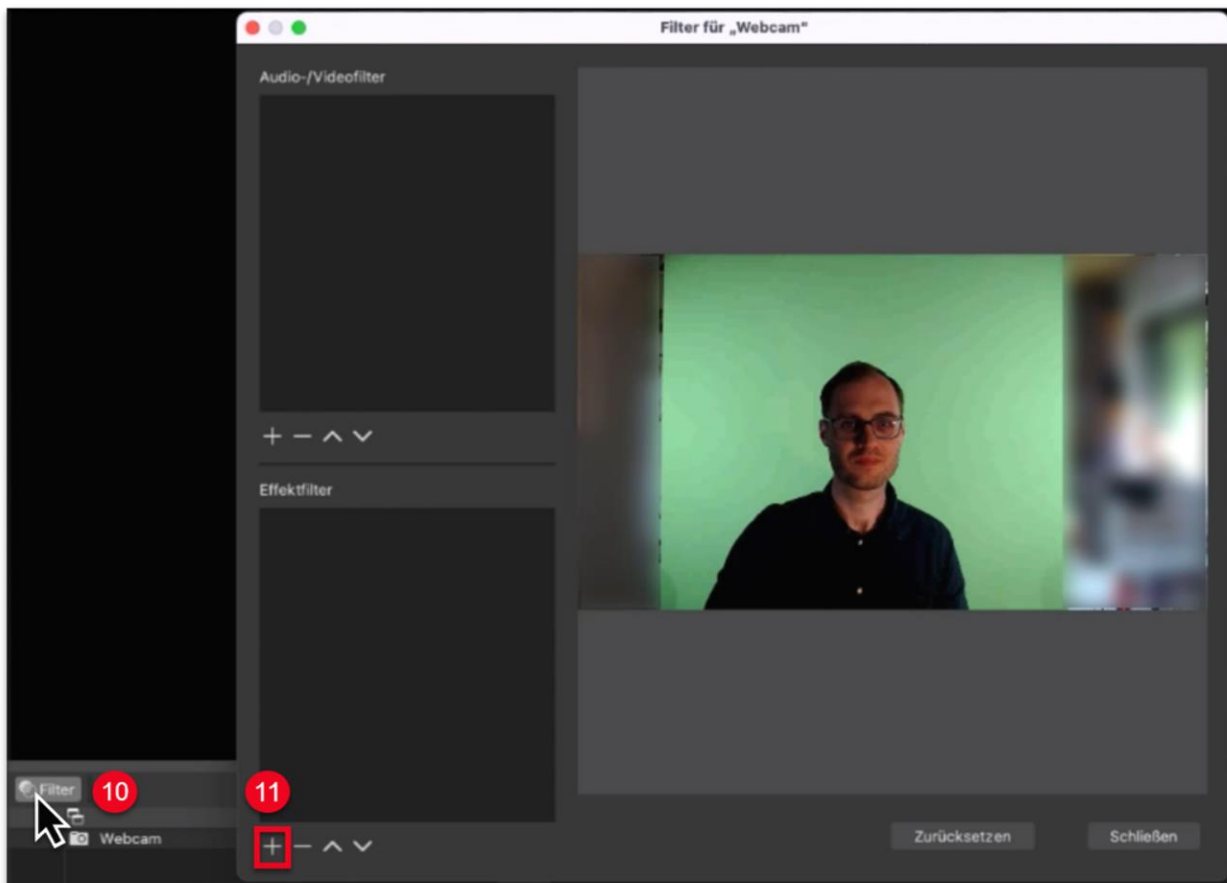 Filter für „Webcam“
Audio-/Videofilter
Effektfilter
Filter
10
11
Webcam
Zurücksetzen
Schließen